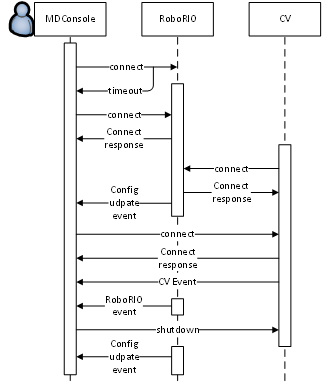 MDConsole
RoboRIO
CV
connect
timeout
connect
Connect
response
connect
Connect
response
Config
udpate
event
connect
Connect
response
CV Event
RoboRIO
event
shutdown
Config
udpate
event